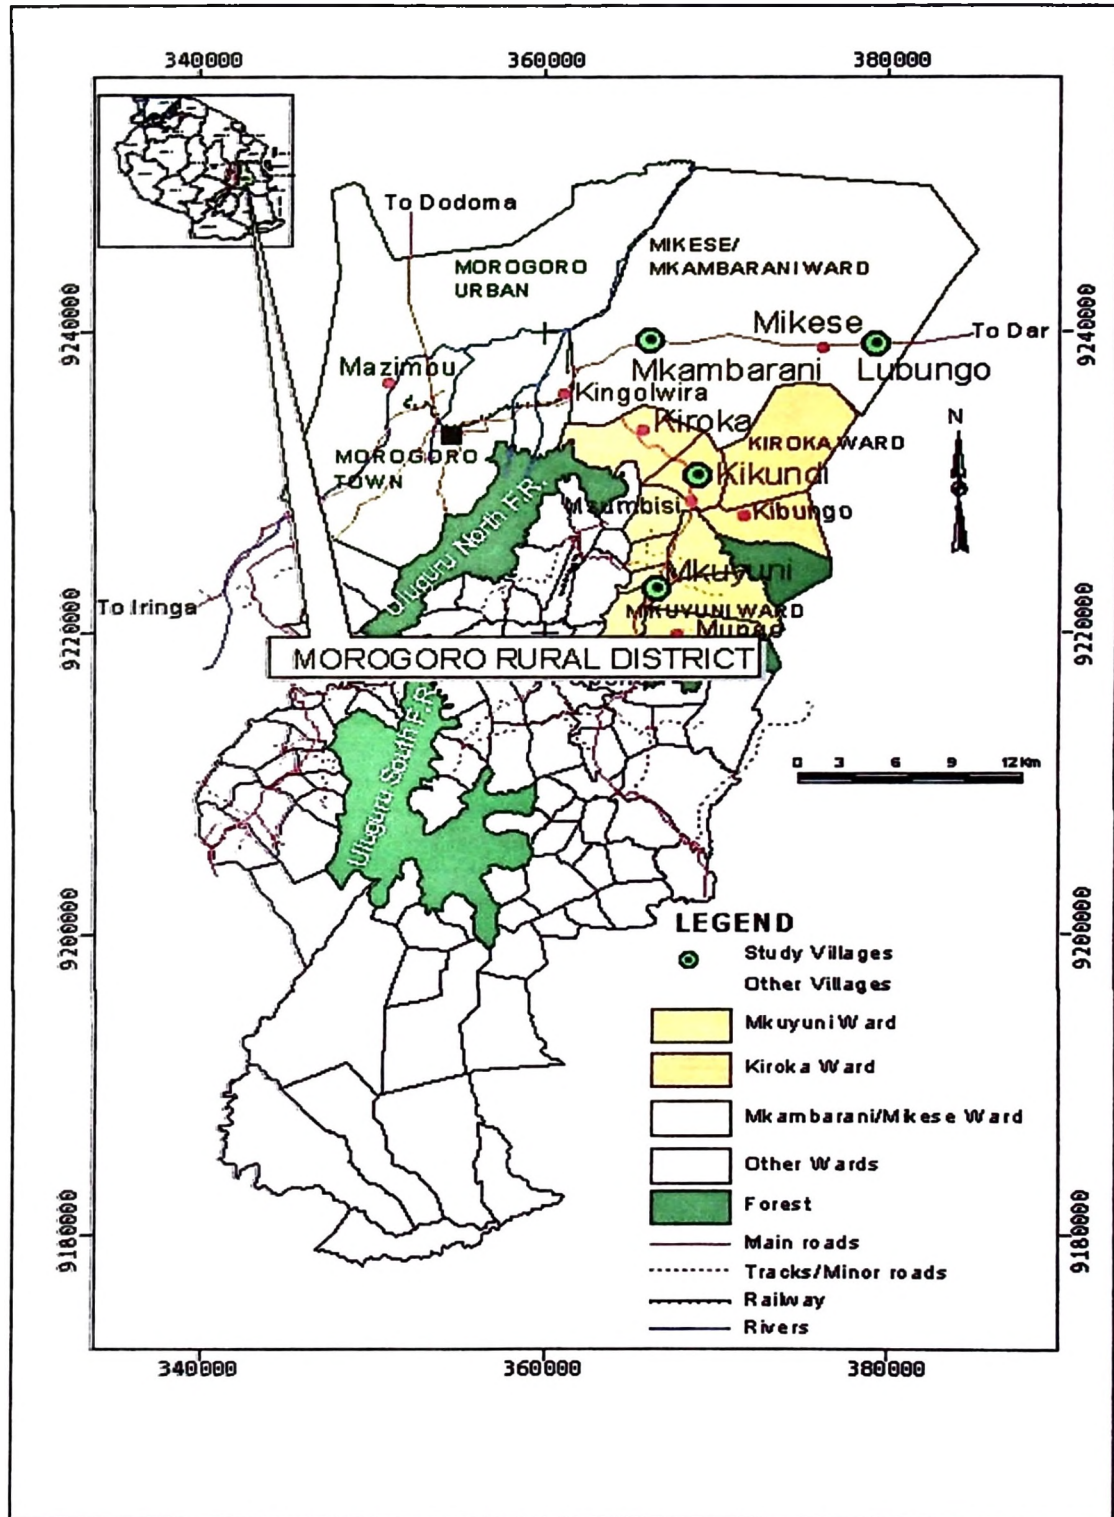 340000
360000
380000
To Dodoma
MOROGORO
URBAN
MIKESE/
MKAMBARANI WARD
9240000
9240000
Mikese
To Dar
Mazimbu
Mkambarani
Lubungo
Kingolwira
Kiroka
N
KIROKA WARD
MOROGORO
TOWN
Kikundi
Uluguru North F.R.
Msumbisi
Kibungo
Mkuyuni
To Iringa
MKUYUNI WARD
9220000
9220000
MOROGORO RURAL DISTRICT
Uluguru South F.R.
0 3 6 9 12 Km
LEGEND
9200000
9200000
Study Villages
Other Villages
Mkuyuni Ward
Kiroka Ward
Mkambarani/Mikese Ward
Other Wards
Forest
9180000
9180000
Main roads
Tracks/Minor roads
Railway
Rivers
340000
360000
380000